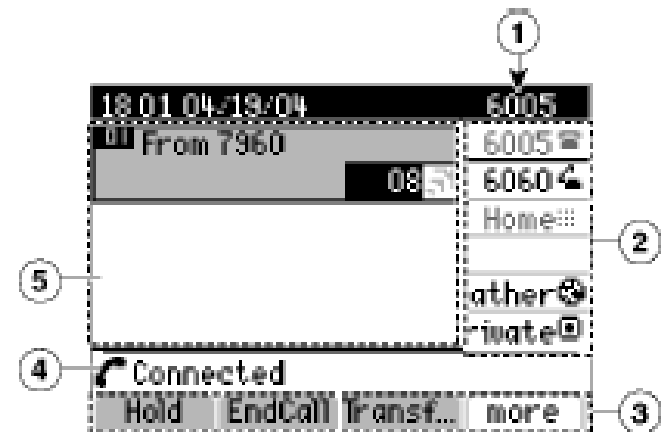 1
18 01 04/19/04 6005
From 7960 6005
08 6060
Home
2
5
ather
rivate
4 Connected
Hold EndCall Transf... more 3